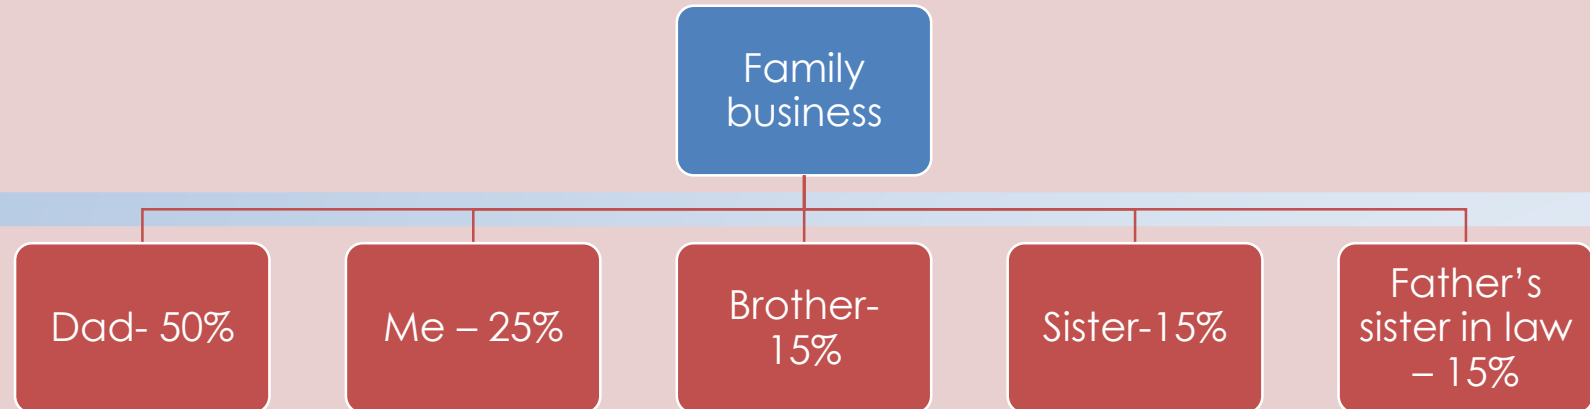 Family
business
Dad- 50%
Me – 25%
Brother-
15%
Sister-15%
Father’s
sister in law
– 15%